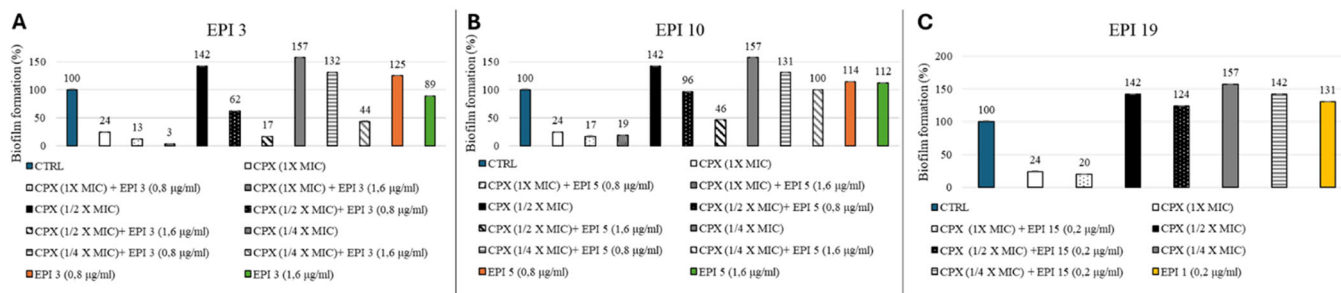 A
EPI 3
Biofilm formation (%)
150
100
50
0
100
24
13
3
142
62
17
157
132
44
125
89
CTRL
CPX (1X MIC)
CPX (1X MIC) + EPI 3 (0,8 µg/ml)
CPX (1X MIC) + EPI 3 (1,6 µg/ml)
CPX (1/2 X MIC)
CPX (1/2 X MIC)+ EPI 3 (0,8 µg/ml)
CPX (1/2 X MIC)+ EPI 3 (1,6 µg/ml)
CPX (1/4 X MIC)
CPX (1/4 X MIC)+ EPI 3 (0,8 µg/ml)
CPX (1/4 X MIC)+ EPI 3 (1,6 µg/ml)
EPI 3 (0,8 µg/ml)
EPI 3 (1,6 µg/ml)
B
EPI 10
Biofilm formation (%)
150
100
50
0
100
24
17
19
142
96
46
157
131
100
114
112
CTRL
CPX (1X MIC)
CPX (1X MIC) + EPI 5 (0,8 µg/ml)
CPX (1X MIC) + EPI 5 (1,6 µg/ml)
CPX (1/2 X MIC)
CPX (1/2 X MIC)+ EPI 5 (0,8 µg/ml)
CPX (1/2 X MIC)+ EPI 5 (1,6 µg/ml)
CPX (1/4 X MIC)
CPX (1/4 X MIC)+ EPI 5 (0,8 µg/ml)
CPX (1/4 X MIC)+ EPI 5 (1,6 µg/ml)
EPI 5 (0,8 µg/ml)
EPI 5 (1,6 µg/ml)
C
EPI 19
Biofilm formation (%)
200
150
100
50
0
100
24
20
142
124
157
142
131
CTRL
CPX (1X MIC)
CPX (1X MIC) + EPI 15 (0,2 µg/ml)
CPX (1/2 X MIC)
CPX (1/2 X MIC) +EPI 15 (0,2 µg/ml)
CPX (1/4 X MIC)
CPX (1/4 X MIC) + EPI 15 (0,2 µg/ml)
EPI 1 (0,2 µg/ml)